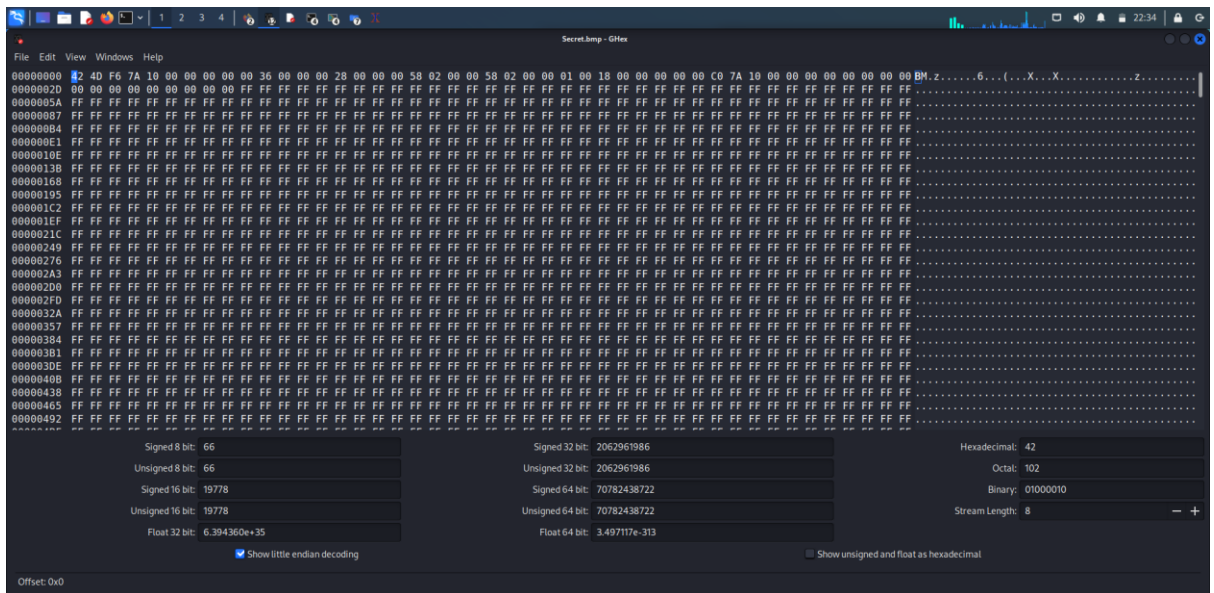 1 2 3 4 22:34
Secret.bmp - GHex
File Edit View Windows Help
00000000 42 4D F6 7A 10 00 00 00 00 00 36 00 00 00 28 00 00 00 58 02 00 00 58 02 00 00 01 00 18 00 00 00 00 00 C0 7A 10 00 00 00 00 00 00 00 00 BM.z......6...(...X...X............z.........
0000002D 00 00 00 00 00 00 00 00 00 FF FF FF FF FF FF FF FF FF FF FF FF FF FF FF FF FF FF FF FF FF FF FF FF FF FF FF FF FF FF FF FF FF FF FF FF .............................................
0000005A FF FF FF FF FF FF FF FF FF FF FF FF FF FF FF FF FF FF FF FF FF FF FF FF FF FF FF FF FF FF FF FF FF FF FF FF FF FF FF FF FF FF FF FF FF .............................................
00000087 FF FF FF FF FF FF FF FF FF FF FF FF FF FF FF FF FF FF FF FF FF FF FF FF FF FF FF FF FF FF FF FF FF FF FF FF FF FF FF FF FF FF FF FF FF .............................................
000000B4 FF FF FF FF FF FF FF FF FF FF FF FF FF FF FF FF FF FF FF FF FF FF FF FF FF FF FF FF FF FF FF FF FF FF FF FF FF FF FF FF FF FF FF FF FF .............................................
000000E1 FF FF FF FF FF FF FF FF FF FF FF FF FF FF FF FF FF FF FF FF FF FF FF FF FF FF FF FF FF FF FF FF FF FF FF FF FF FF FF FF FF FF FF FF FF .............................................
0000010E FF FF FF FF FF FF FF FF FF FF FF FF FF FF FF FF FF FF FF FF FF FF FF FF FF FF FF FF FF FF FF FF FF FF FF FF FF FF FF FF FF FF FF FF FF .............................................
0000013B FF FF FF FF FF FF FF FF FF FF FF FF FF FF FF FF FF FF FF FF FF FF FF FF FF FF FF FF FF FF FF FF FF FF FF FF FF FF FF FF FF FF FF FF FF .............................................
00000168 FF FF FF FF FF FF FF FF FF FF FF FF FF FF FF FF FF FF FF FF FF FF FF FF FF FF FF FF FF FF FF FF FF FF FF FF FF FF FF FF FF FF FF FF FF .............................................
00000195 FF FF FF FF FF FF FF FF FF FF FF FF FF FF FF FF FF FF FF FF FF FF FF FF FF FF FF FF FF FF FF FF FF FF FF FF FF FF FF FF FF FF FF FF FF .............................................
000001C2 FF FF FF FF FF FF FF FF FF FF FF FF FF FF FF FF FF FF FF FF FF FF FF FF FF FF FF FF FF FF FF FF FF FF FF FF FF FF FF FF FF FF FF FF FF .............................................
000001EF FF FF FF FF FF FF FF FF FF FF FF FF FF FF FF FF FF FF FF FF FF FF FF FF FF FF FF FF FF FF FF FF FF FF FF FF FF FF FF FF FF FF FF FF FF .............................................
0000021C FF FF FF FF FF FF FF FF FF FF FF FF FF FF FF FF FF FF FF FF FF FF FF FF FF FF FF FF FF FF FF FF FF FF FF FF FF FF FF FF FF FF FF FF FF .............................................
00000249 FF FF FF FF FF FF FF FF FF FF FF FF FF FF FF FF FF FF FF FF FF FF FF FF FF FF FF FF FF FF FF FF FF FF FF FF FF FF FF FF FF FF FF FF FF .............................................
00000276 FF FF FF FF FF FF FF FF FF FF FF FF FF FF FF FF FF FF FF FF FF FF FF FF FF FF FF FF FF FF FF FF FF FF FF FF FF FF FF FF FF FF FF FF FF .............................................
000002A3 FF FF FF FF FF FF FF FF FF FF FF FF FF FF FF FF FF FF FF FF FF FF FF FF FF FF FF FF FF FF FF FF FF FF FF FF FF FF FF FF FF FF FF FF FF .............................................
000002D0 FF FF FF FF FF FF FF FF FF FF FF FF FF FF FF FF FF FF FF FF FF FF FF FF FF FF FF FF FF FF FF FF FF FF FF FF FF FF FF FF FF FF FF FF FF .............................................
000002FD FF FF FF FF FF FF FF FF FF FF FF FF FF FF FF FF FF FF FF FF FF FF FF FF FF FF FF FF FF FF FF FF FF FF FF FF FF FF FF FF FF FF FF FF FF .............................................
0000032A FF FF FF FF FF FF FF FF FF FF FF FF FF FF FF FF FF FF FF FF FF FF FF FF FF FF FF FF FF FF FF FF FF FF FF FF FF FF FF FF FF FF FF FF FF .............................................
00000357 FF FF FF FF FF FF FF FF FF FF FF FF FF FF FF FF FF FF FF FF FF FF FF FF FF FF FF FF FF FF FF FF FF FF FF FF FF FF FF FF FF FF FF FF FF .............................................
00000384 FF FF FF FF FF FF FF FF FF FF FF FF FF FF FF FF FF FF FF FF FF FF FF FF FF FF FF FF FF FF FF FF FF FF FF FF FF FF FF FF FF FF FF FF FF .............................................
000003B1 FF FF FF FF FF FF FF FF FF FF FF FF FF FF FF FF FF FF FF FF FF FF FF FF FF FF FF FF FF FF FF FF FF FF FF FF FF FF FF FF FF FF FF FF FF .............................................
000003DE FF FF FF FF FF FF FF FF FF FF FF FF FF FF FF FF FF FF FF FF FF FF FF FF FF FF FF FF FF FF FF FF FF FF FF FF FF FF FF FF FF FF FF FF FF .............................................
0000040B FF FF FF FF FF FF FF FF FF FF FF FF FF FF FF FF FF FF FF FF FF FF FF FF FF FF FF FF FF FF FF FF FF FF FF FF FF FF FF FF FF FF FF FF FF .............................................
00000438 FF FF FF FF FF FF FF FF FF FF FF FF FF FF FF FF FF FF FF FF FF FF FF FF FF FF FF FF FF FF FF FF FF FF FF FF FF FF FF FF FF FF FF FF FF .............................................
00000465 FF FF FF FF FF FF FF FF FF FF FF FF FF FF FF FF FF FF FF FF FF FF FF FF FF FF FF FF FF FF FF FF FF FF FF FF FF FF FF FF FF FF FF FF FF .............................................
00000492 FF FF FF FF FF FF FF FF FF FF FF FF FF FF FF FF FF FF FF FF FF FF FF FF FF FF FF FF FF FF FF FF FF FF FF FF FF FF FF FF FF FF FF FF FF .............................................
Signed 8 bit: 66 Signed 32 bit: 2062961986 Hexadecimal: 42
Unsigned 8 bit: 66 Unsigned 32 bit: 2062961986 Octal: 102
Signed 16 bit: 19778 Signed 64 bit: 70782438722 Binary: 01000010
Unsigned 16 bit: 19778 Unsigned 64 bit: 70782438722 Stream Length: 8 − +
Float 32 bit: 6.394360e+35 Float 64 bit: 3.497117e-313
Show little endian decoding Show unsigned and float as hexadecimal
Offset: 0x0